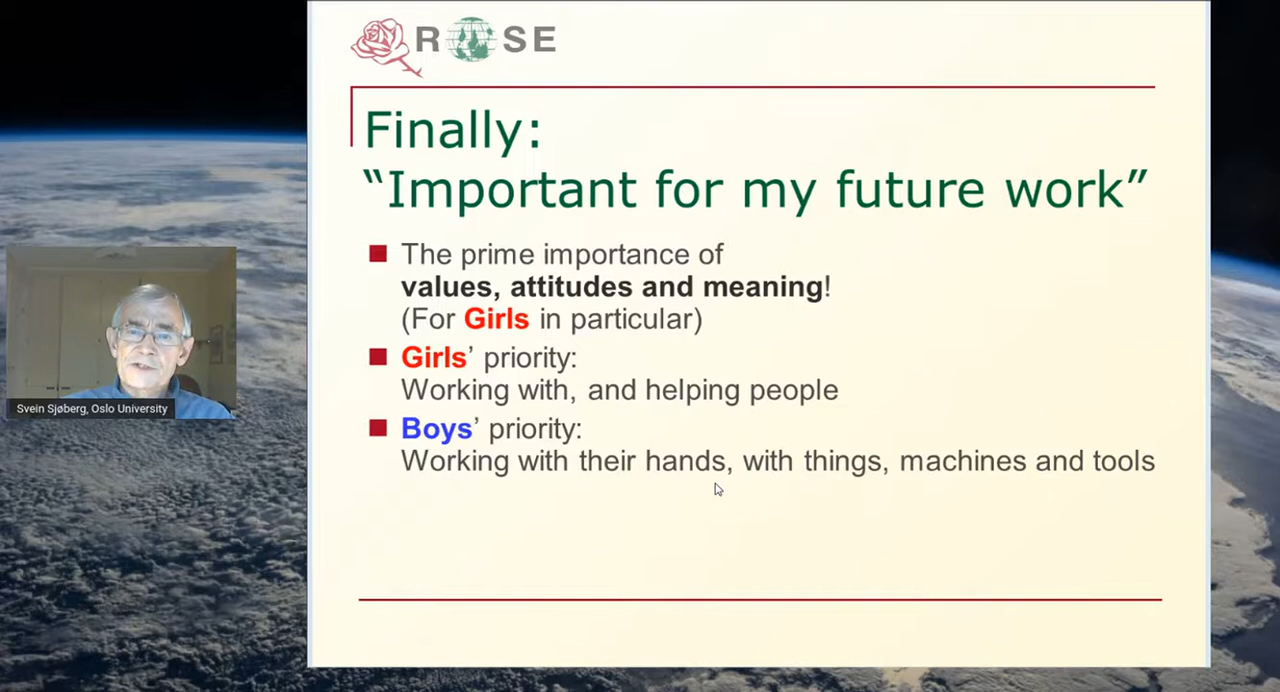 ROSE
Finally:
“Important for my future work”
The prime importance of
values, attitudes and meaning!
(For Girls in particular)
Girls’ priority:
Working with, and helping people
Boys’ priority:
Working with their hands, with things, machines and tools
Svein Sjøberg, Oslo University